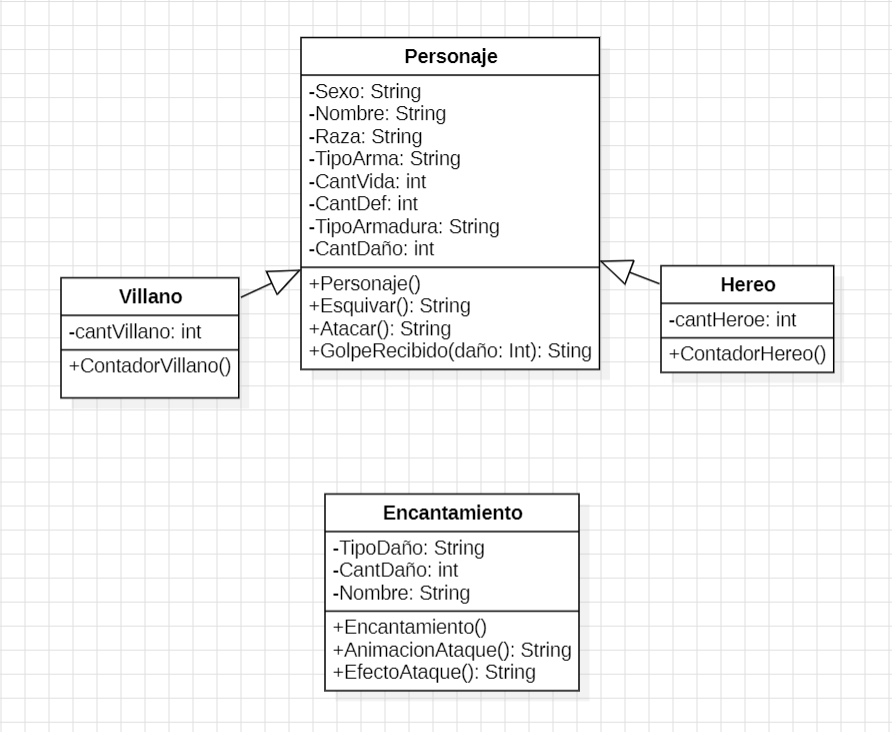 Personaje
-Sexo: String
-Nombre: String
-Raza: String
-TipoArma: String
-CantVida: int
-CantDef: int
-TipoArmadura: String
-CantDaño: int
+Personaje()
+Esquivar(): String
+Atacar(): String
+GolpeRecibido(daño: Int): Sting
Villano
-cantVillano: int
+ContadorVillano()
Hereo
-cantHeroe: int
+ContadorHereo()
Encantamiento
-TipoDaño: String
-CantDaño: int
-Nombre: String
+Encantamiento()
+AnimacionAtaque(): String
+EfectoAtaque(): String